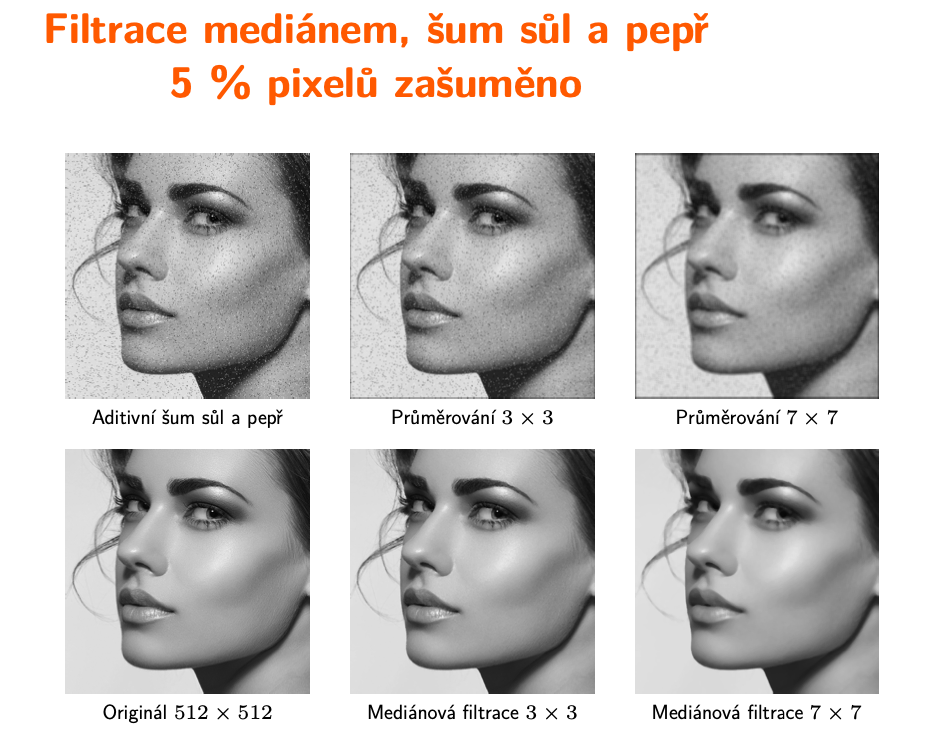 Filtrace mediánem, šum sůl a pepř
5 % pixelů zašuměno
Aditivní šum sůl a pepř
Průměrování 3 × 3
Průměrování 7 × 7
Originál 512 × 512
Mediánová filtrace 3 × 3
Mediánová filtrace 7 × 7